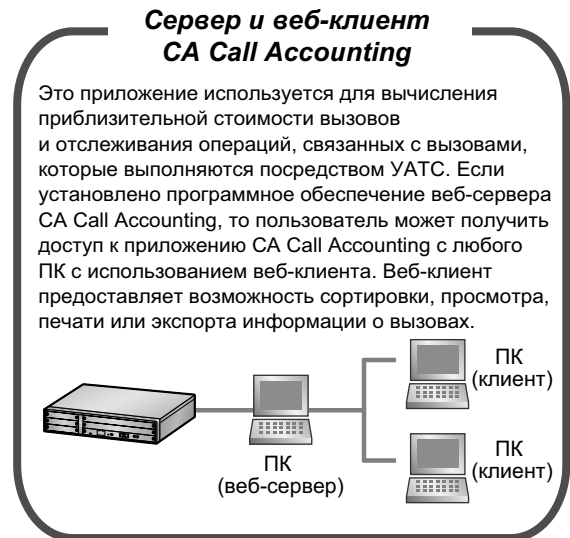 Сервер и веб-клиент
CA Call Accounting
Это приложение используется для вычисления
приблизительной стоимости вызовов
и отслеживания операций, связанных с вызовами,
которые выполняются посредством УАТС. Если
установлено программное обеспечение веб-сервера
CA Call Accounting, то пользователь может получить
доступ к приложению CA Call Accounting с любого
ПК с использованием веб-клиента. Веб-клиент
предоставляет возможность сортировки, просмотра,
печати или экспорта информации о вызовах.
ПК
(клиент)
ПК
(веб-сервер)
ПК
(клиент)